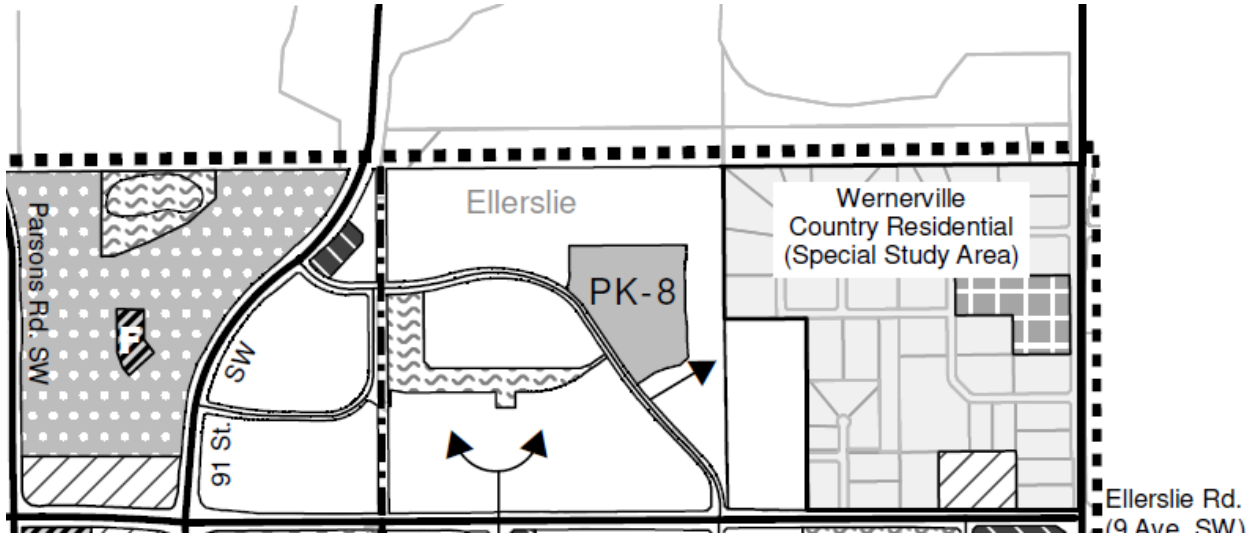 Ellerslie
Wernerville
Country Residential
(Special Study Area)
Parsons Rd. SW
PK-8
F
SW
91 St.
Ellerslie Rd.
(9 Ave. SW)